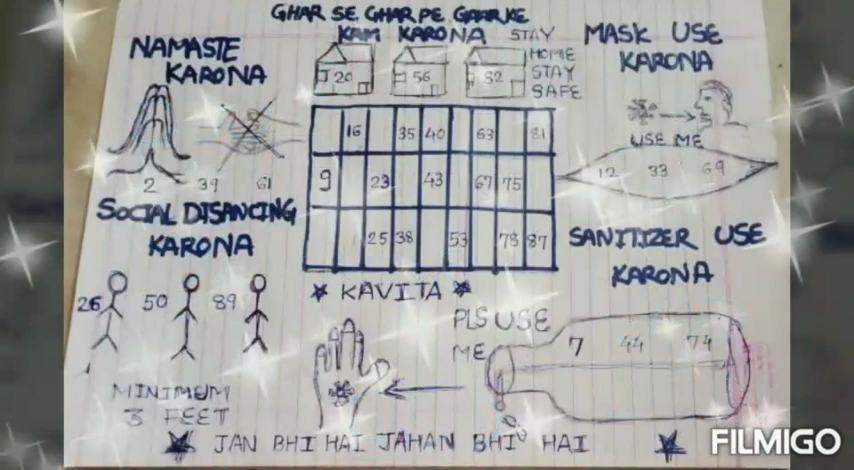 GHAR SE GHAR PE GHAR KE
KAM KARONA
STAY
HOME
STAY
SAFE
20 56 32
NAMASTE
KARONA
2 39 61
MASK USE
KARONA
USE ME
12 33 69
16 35 40 63 81
9 23 43 67 75
25 38 53 78 87
KAVITA
SOCIAL DISANCING
KARONA
26 50 89
MINIMUM
3 FEET
SANITIZER USE
KARONA
PLS USE
ME
7 44 74
JAN BHI HAI JAHAN BHI HAI
FILMIGO